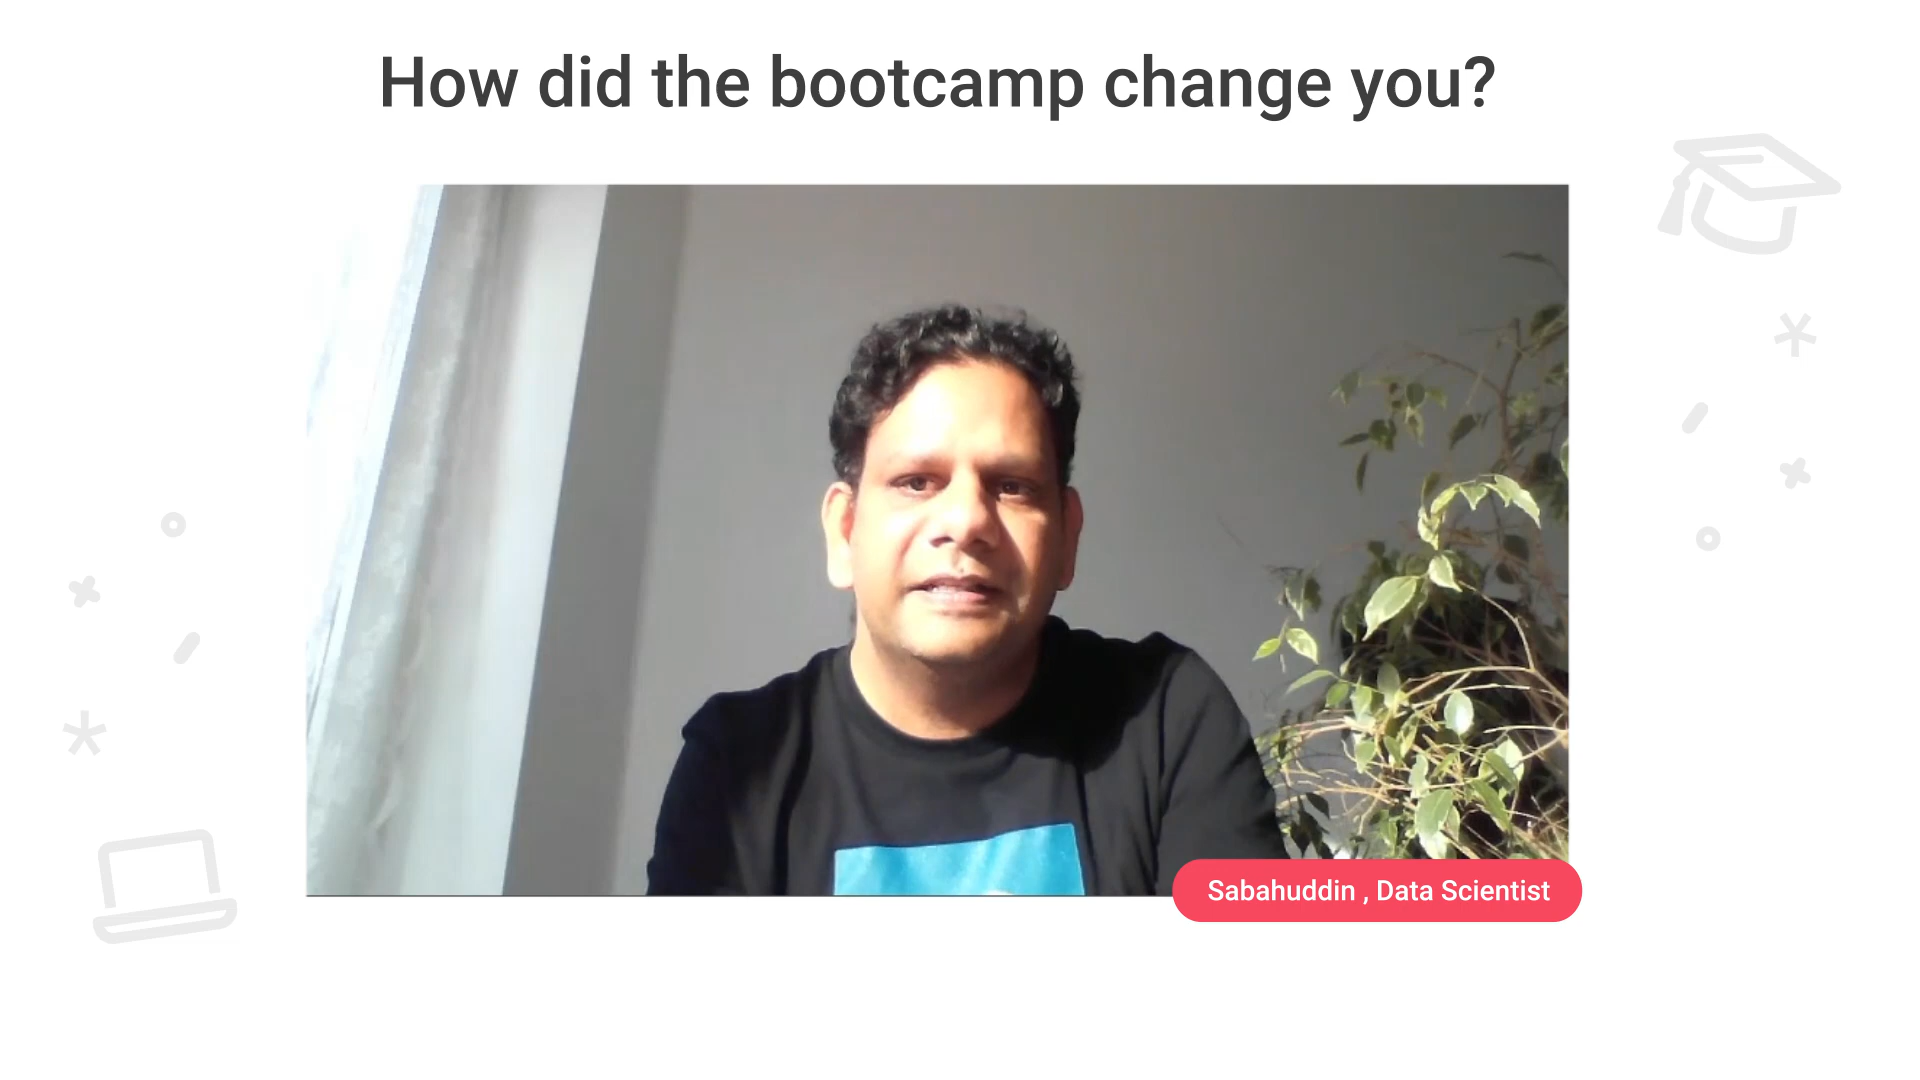 How did the bootcamp change you?
Sabahuddin , Data Scientist